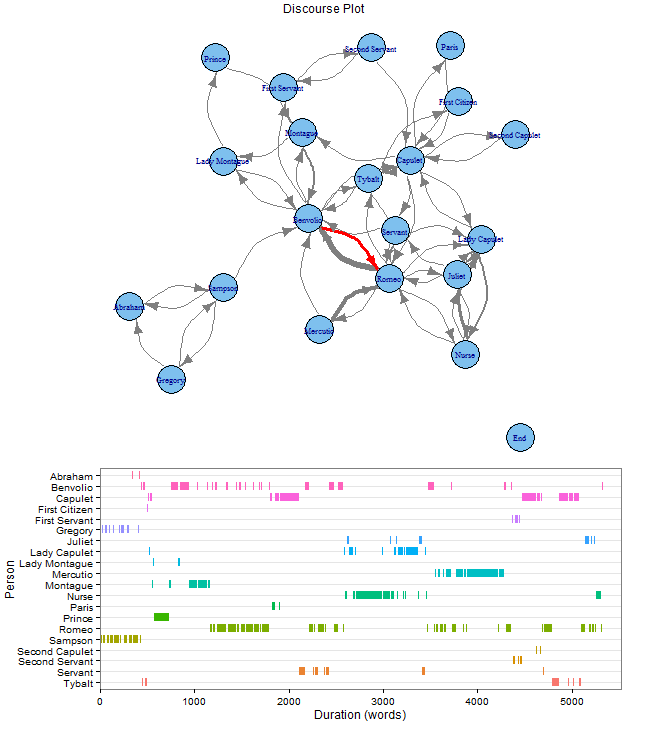 Discourse Plot
Paris
Second Servant
Prince
First Servant
First Citizen
Montague
Second Capulet
Lady Montague
Capulet
Tybalt
Benvolio
Servant
Lady Capulet
Romeo
Juliet
Sampson
Abraham
Mercutio
Nurse
Gregory
End
Person
Abraham
Benvolio
Capulet
First Citizen
First Servant
Gregory
Juliet
Lady Capulet
Lady Montague
Mercutio
Montague
Nurse
Paris
Prince
Romeo
Sampson
Second Capulet
Second Servant
Servant
Tybalt
0 1000 2000 3000 4000 5000
Duration (words)